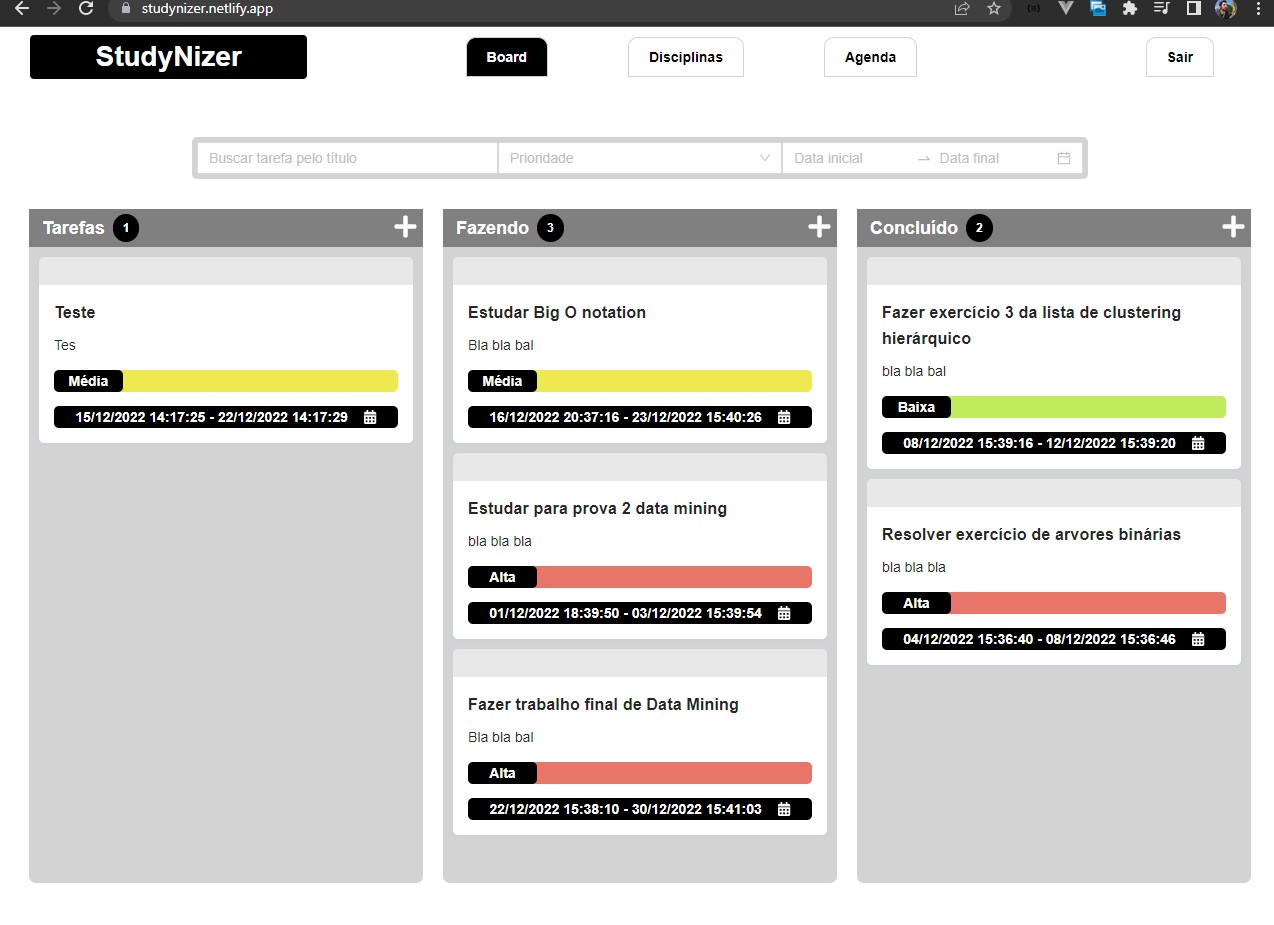 studynizer.netlify.app
StudyNizer
Board
Disciplinas
Agenda
Sair
Buscar tarefa pelo título
Prioridade
Data inicial
Data final
Tarefas 1
Teste
Tes
Média
15/12/2022 14:17:25 - 22/12/2022 14:17:29
Fazendo 3
Estudar Big O notation
Bla bla bal
Média
16/12/2022 20:37:16 - 23/12/2022 15:40:26
Estudar para prova 2 data mining
bla bla bla
Alta
01/12/2022 18:39:50 - 03/12/2022 15:39:54
Fazer trabalho final de Data Mining
Bla bla bal
Alta
22/12/2022 15:38:10 - 30/12/2022 15:41:03
Concluído 2
Fazer exercício 3 da lista de clustering
hierárquico
bla bla bal
Baixa
08/12/2022 15:39:16 - 12/12/2022 15:39:20
Resolver exercício de arvores binárias
bla bla bla
Alta
04/12/2022 15:36:40 - 08/12/2022 15:36:46